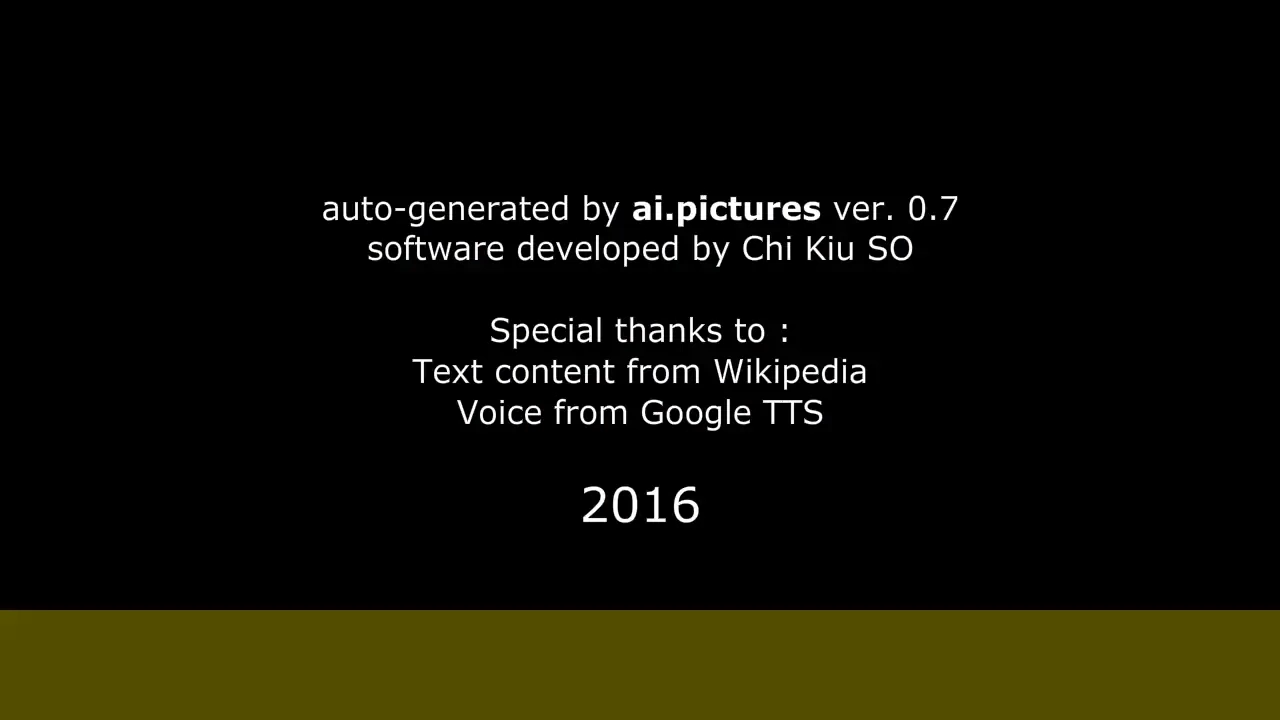 auto-generated by ai.pictures ver. 0.7
software developed by Chi Kiu SO
Special thanks to :
Text content from Wikipedia
Voice from Google TTS
2016